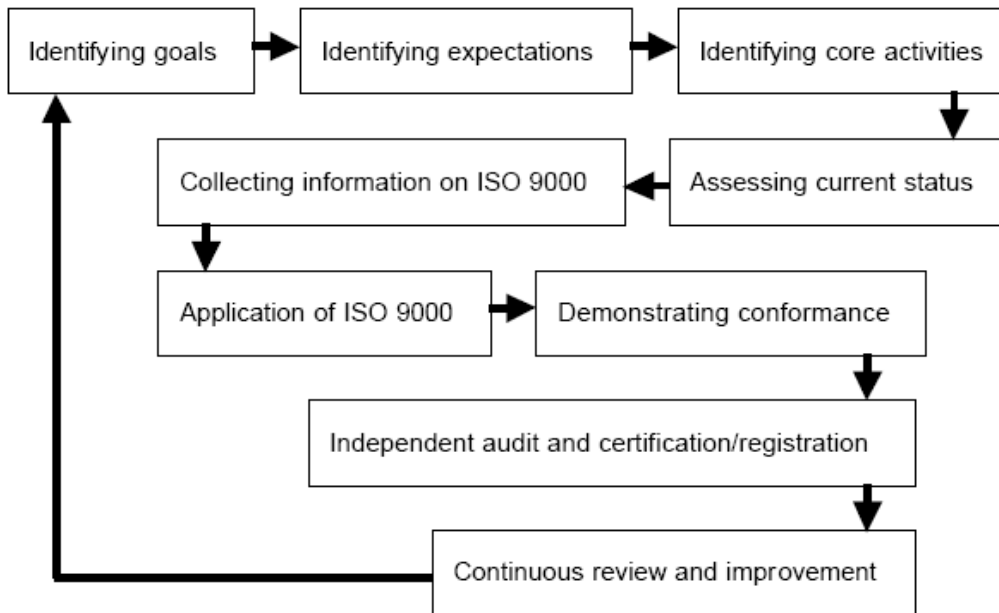 Identifying goals
Identifying expectations
Identifying core activities
Collecting information on ISO 9000
Assessing current status
Application of ISO 9000
Demonstrating conformance
Independent audit and certification/registration
Continuous review and improvement